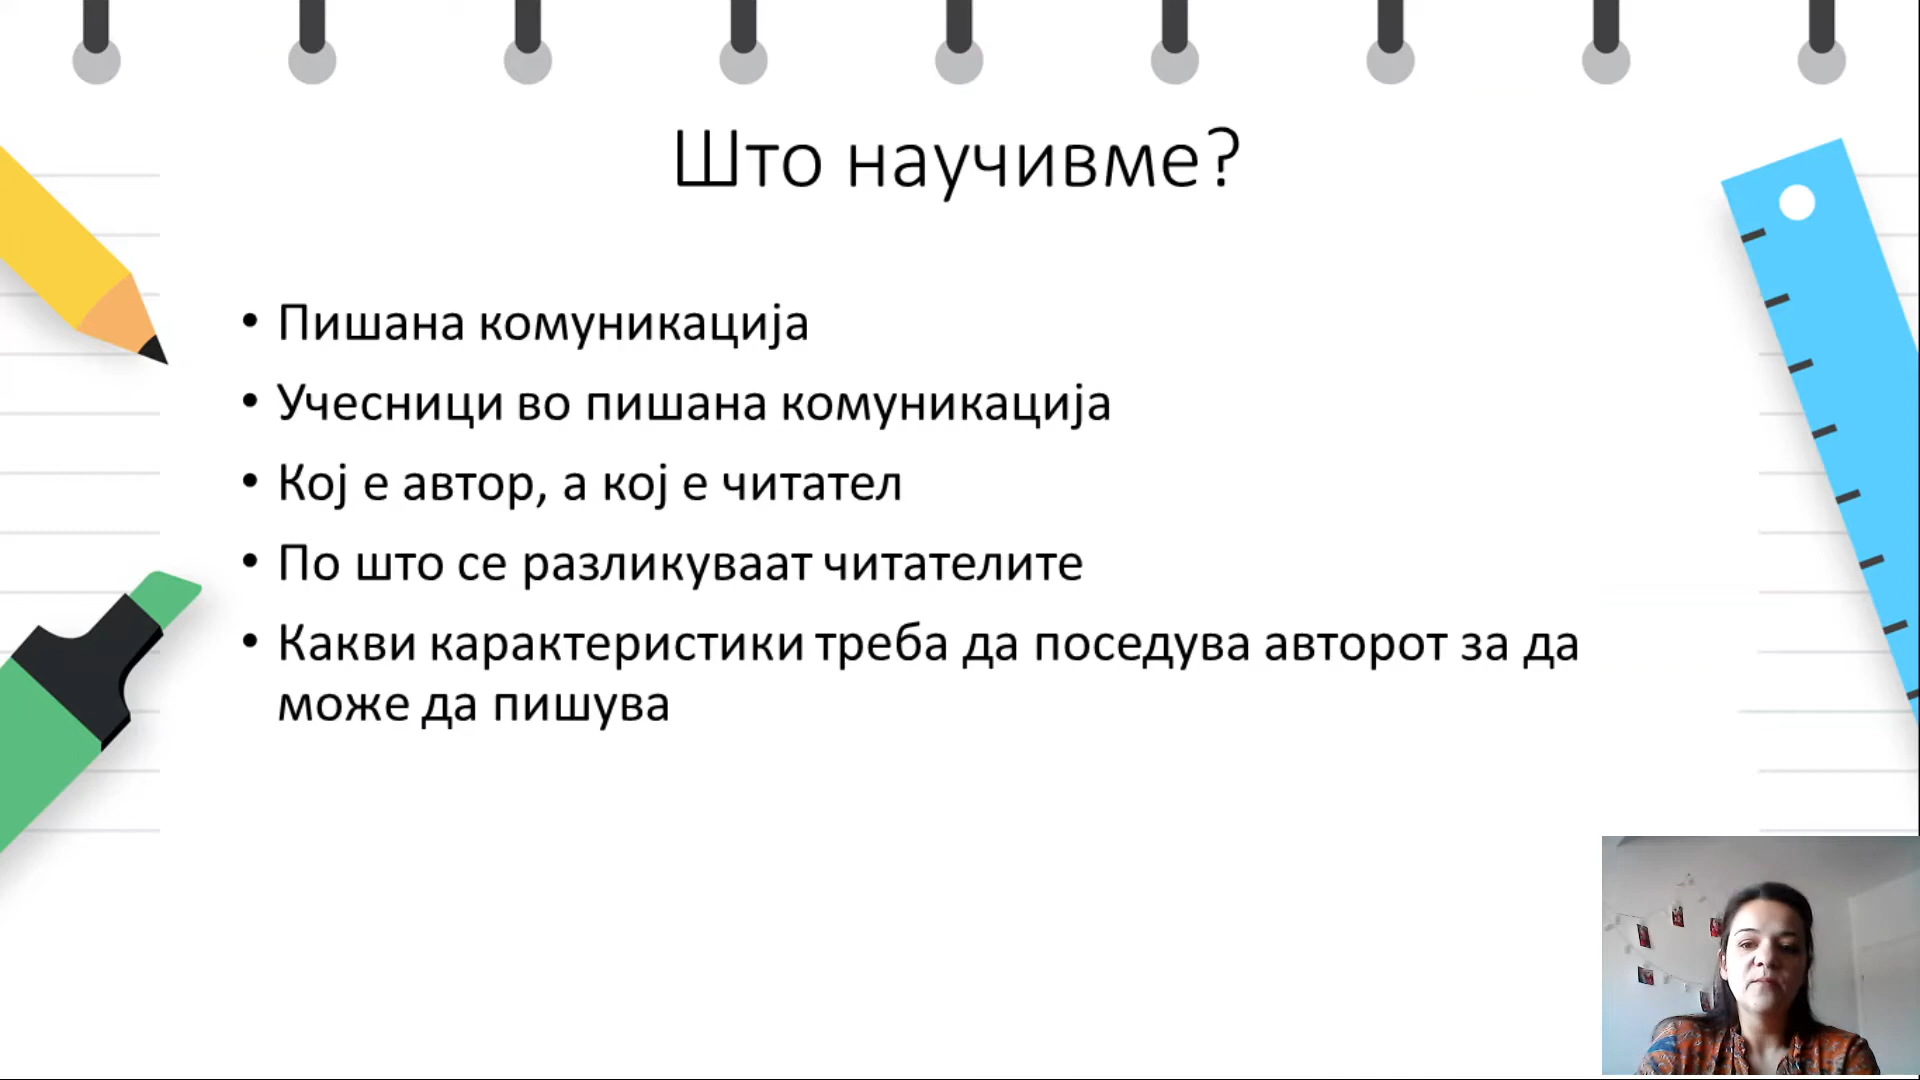 Што научивме?
• Пишана комуникација
• Учесници во пишана комуникација
• Кој е автор, а кој е читател
• По што се разликуваат читателите
• Какви карактеристики треба да поседува авторот за да
може да пишува